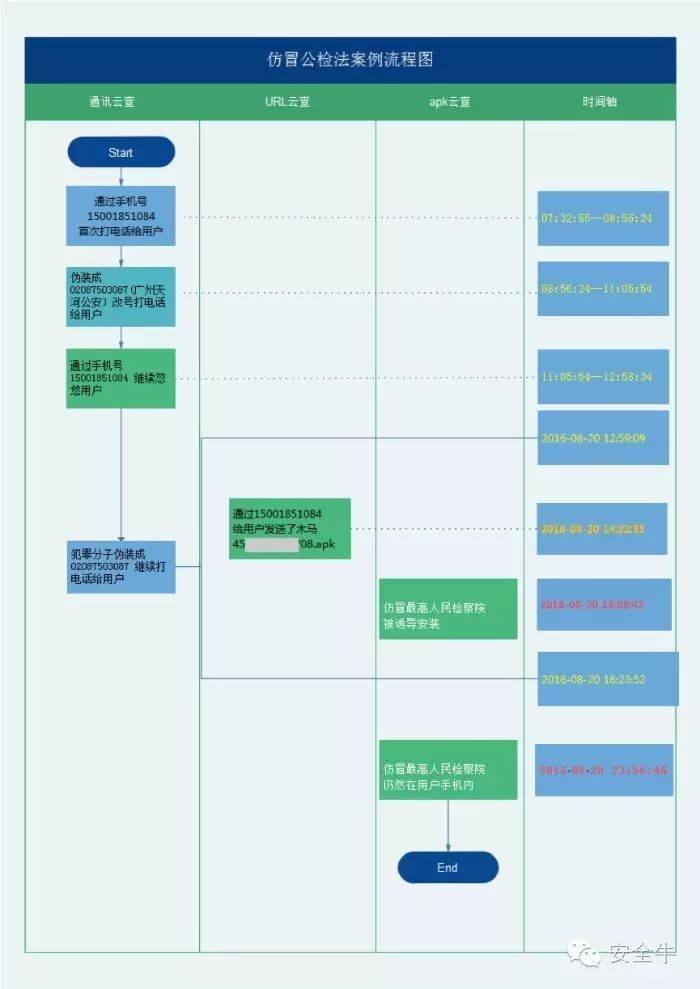 仿冒公检法案例流程图
通讯云查
URL云查
apk云查
时间轴
Start
通过手机号
15001851084
首次打电话给用户
07:32:55—08:56:24
伪装成
02087503087(广州天
河公安）改号打电话
给用户
08:56:24—11:05:54
通过手机号
15001851084 继续忽
悠用户
11:05:54—12:58:34
2016-08-20 12:59:09
通过15001851084
给用户发送了木马
45 08.apk
2016-08-20 14:22:35
犯罪分子伪装成
02087503087 继续打
电话给用户
仿冒最高人民检察院
被诱导安装
2016-08-20 15:05:42
2016-08-20 16:23:52
仿冒最高人民检察院
仍然在用户手机内
2016-08-20 23:56:46
End
安全牛